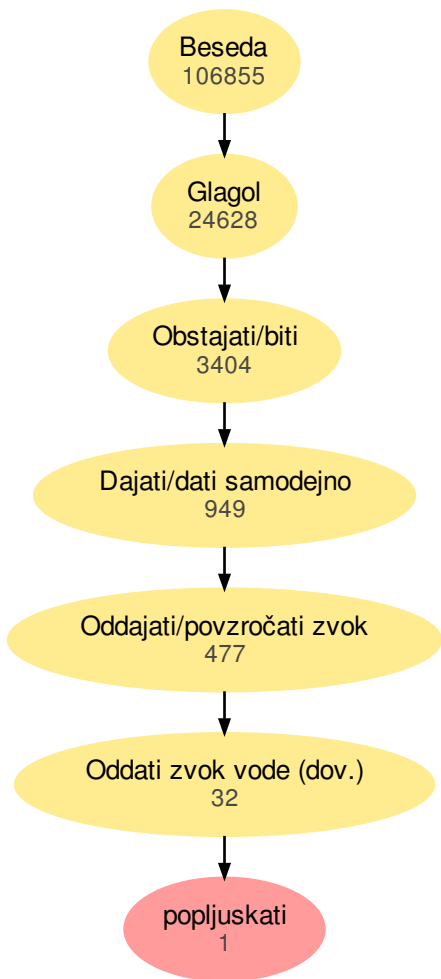 Beseda
106855
Glagol
24628
Obstajati/biti
3404
Dajati/dati samodejno
949
Oddajati/povzročati zvok
477
Oddati zvok vode (dov.)
32
popljuskati
1